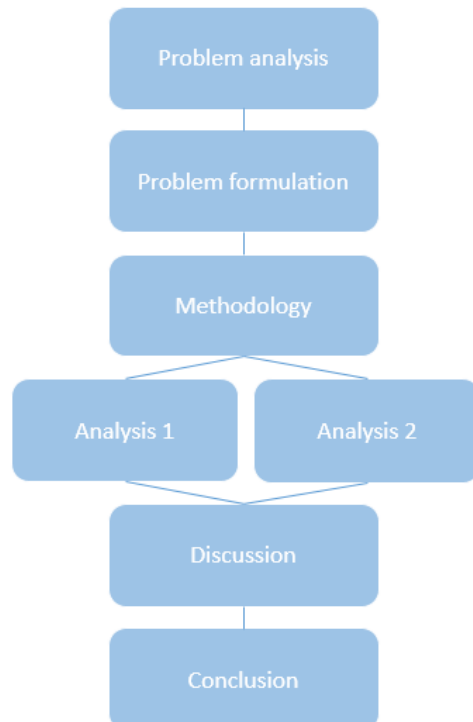 Problem analysis
Problem formulation
Methodology
Analysis 1
Analysis 2
Discussion
Conclusion